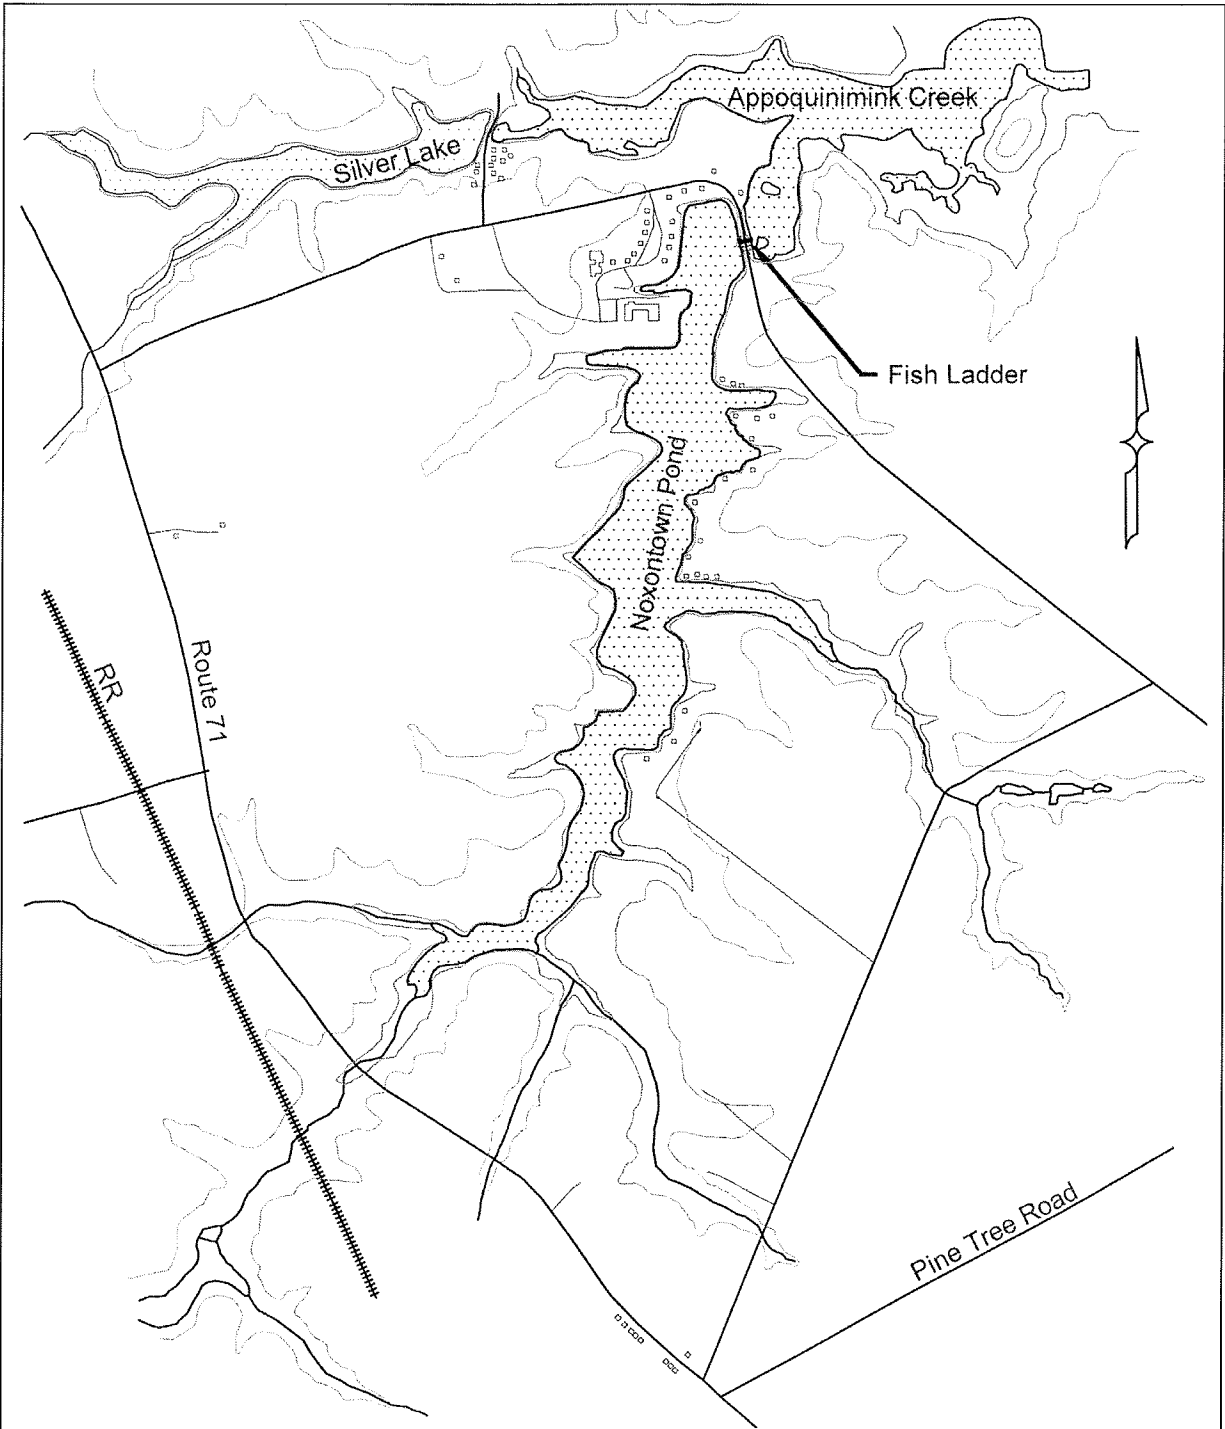 Appoquinimink Creek
Silver Lake
Fish Ladder
Noxontown Pond
Route 71
RR
Pine Tree Road